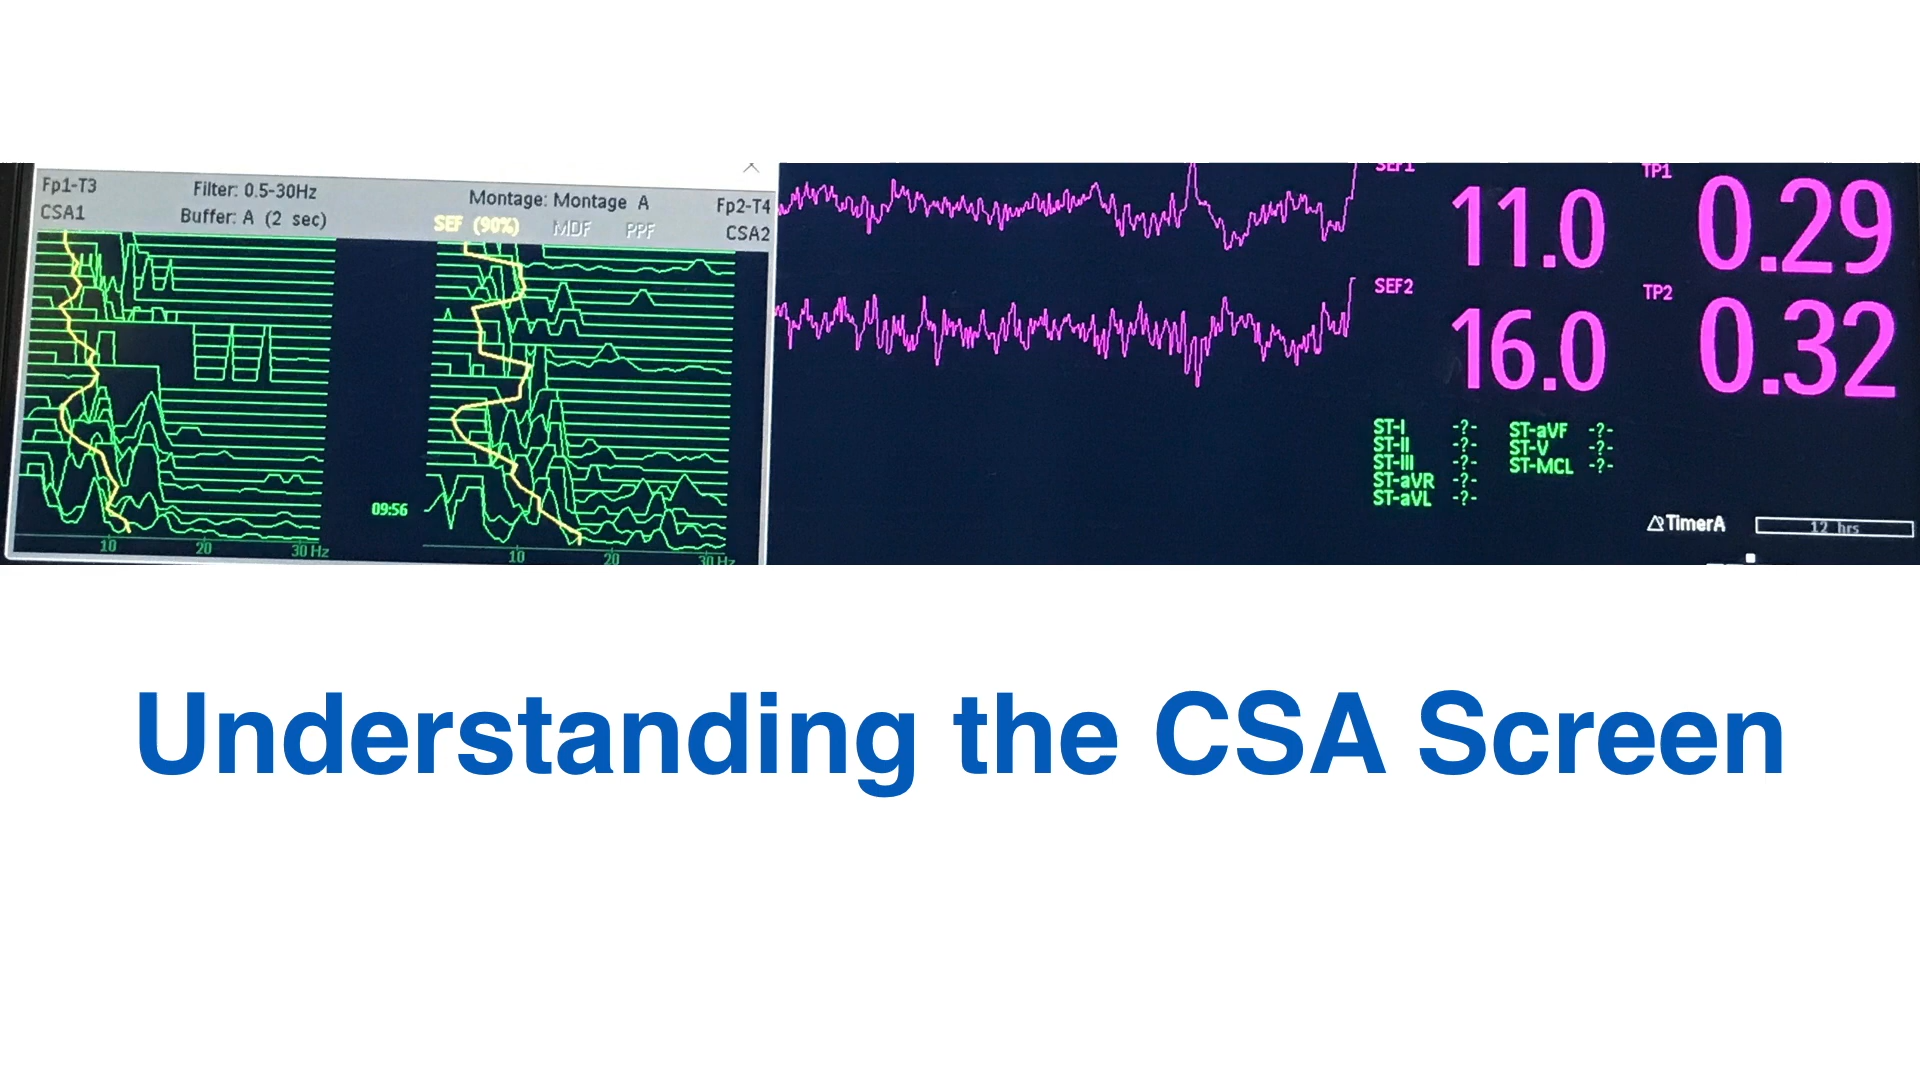 Fp1-T3
CSA1
Filter: 0.5-30Hz
Buffer: A (2 sec)
Montage: Montage A
SEF (90%) MDF PPF
Fp2-T4
CSA2
09:56
10 20 30 Hz
10 20 30 Hz
SEF1
11.0
TP1
0.29
SEF2
16.0
TP2
0.32
ST-I -?-
ST-II -?-
ST-III -?-
ST-aVR -?-
ST-aVL -?-
ST-aVF -?-
ST-V -?-
ST-MCL -?-
TimerA
12 hrs
Understanding the CSA Screen